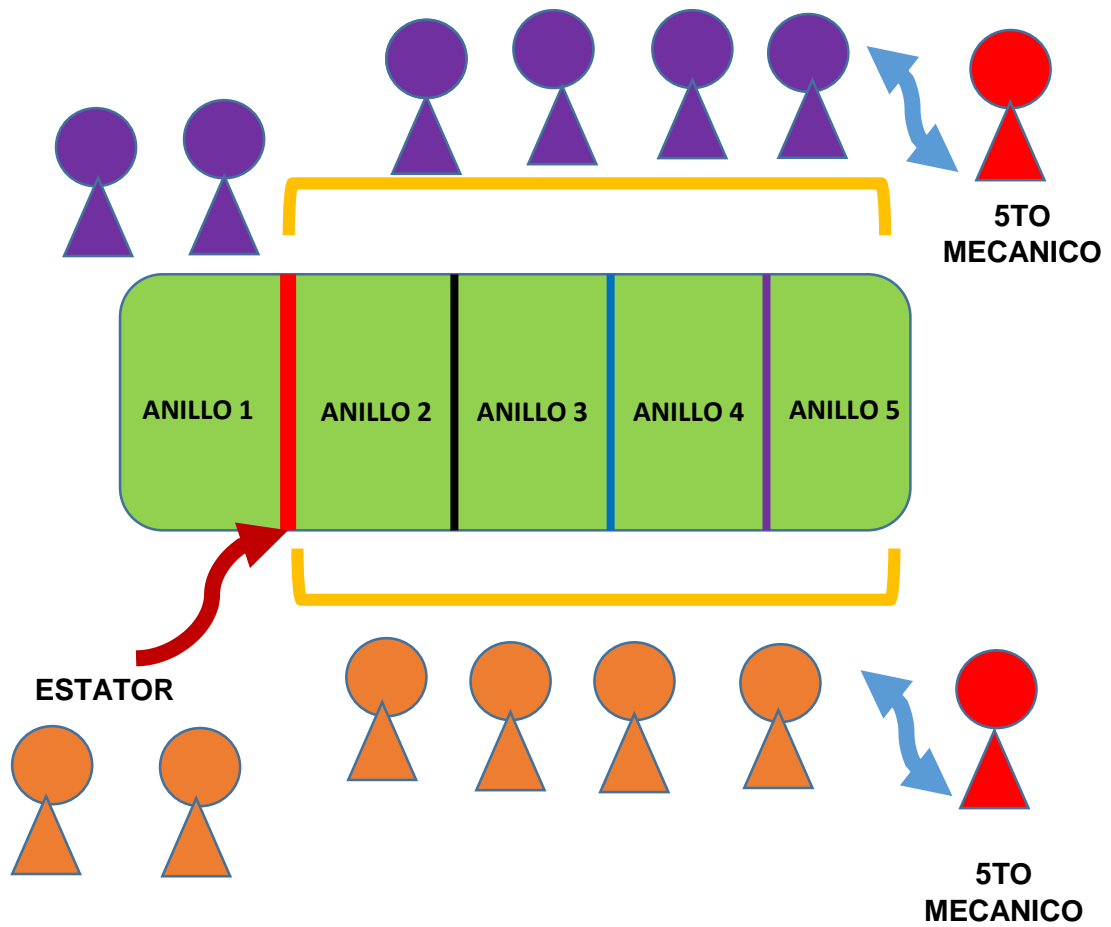 5TO
MECANICO
ANILLO 1
ANILLO 2
ANILLO 3
ANILLO 4
ANILLO 5
ESTATOR
5TO
MECANICO